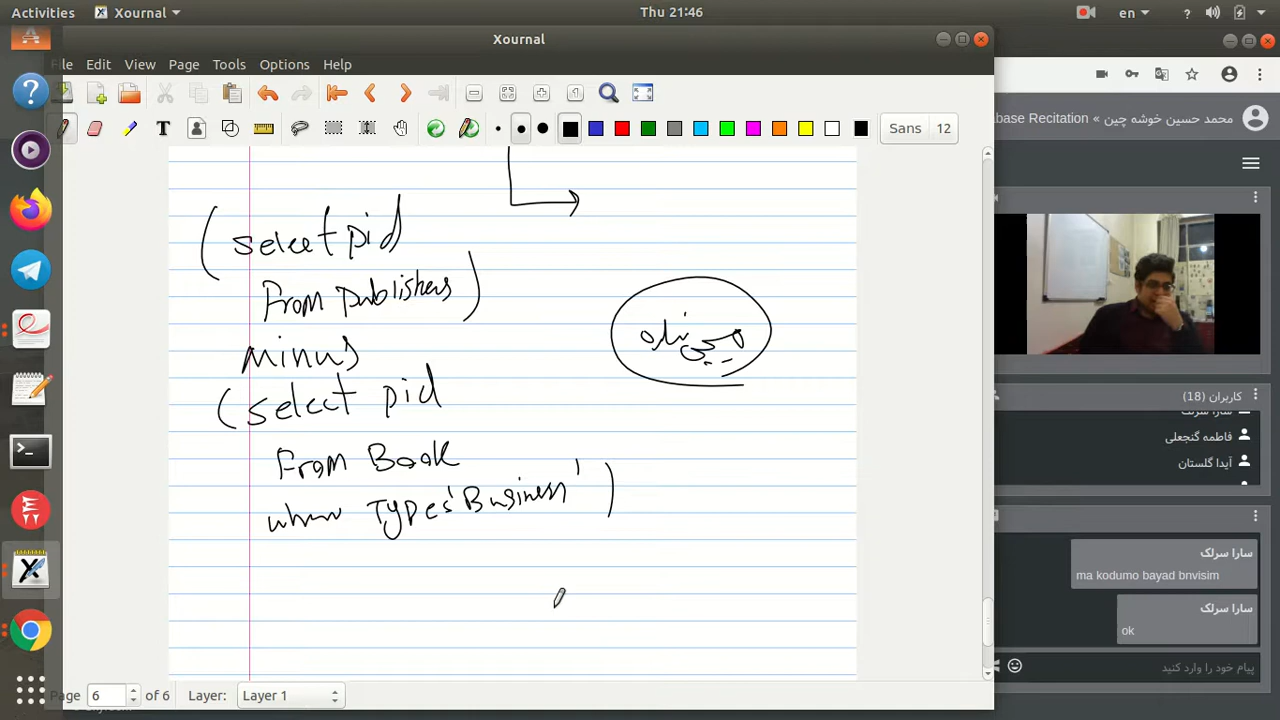 Activities
Xournal
Thu 21:46
en
Xournal
File Edit View Page Tools Options Help
Sans 12
abase Recitation » محمد حسین خوشه چین
(select pid
From publishers)
minus
(select pid
From Book
where Type='Business')
کاربران (18)
سارا سرلک
فاطمه گنجعلی
آیدا گلستان
سارا سرلک
ma kodumo bayad bnvisim
سارا سرلک
ok
پیام خود را وارد کنید
Page 6 of 6 Layer: Layer 1